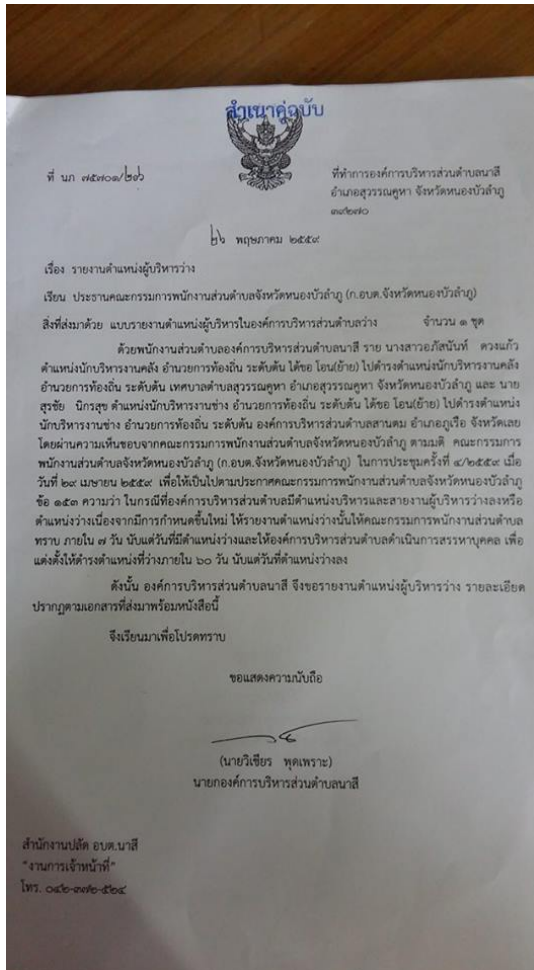 สำเนาคู่ฉบับ
ที่ นภ ๗๕๗๐๑/๒๑๖
ที่ทำการองค์การบริหารส่วนตำบลนาสี
อำเภอสุวรรณคูหา จังหวัดหนองบัวลำภู
๓๙๒๗๐
๒๖ พฤษภาคม ๒๕๕๙
เรื่อง รายงานตำแหน่งผู้บริหารว่าง
เรียน ประธานคณะกรรมการพนักงานส่วนตำบลจังหวัดหนองบัวลำภู (ก.อบต.จังหวัดหนองบัวลำภู)
สิ่งที่ส่งมาด้วย แบบรายงานตำแหน่งผู้บริหารในองค์การบริหารส่วนตำบลว่าง จำนวน ๑ ชุด
ด้วยพนักงานส่วนตำบลองค์การบริหารส่วนตำบลนาสี ราย นางสาวอภัสนันท์ ดวงแก้ว
ตำแหน่งนักบริหารงานคลัง อำนวยการท้องถิ่น ระดับต้น ได้ขอ โอน(ย้าย) ไปดำรงตำแหน่งนักบริหารงานคลัง
อำนวยการท้องถิ่น ระดับต้น เทศบาลตำบลสุวรรณคูหา อำเภอสุวรรณคูหา จังหวัดหนองบัวลำภู และ นาย
สุรชัย นิกรสุข ตำแหน่งนักบริหารงานช่าง อำนวยการท้องถิ่น ระดับต้น ได้ขอ โอน(ย้าย) ไปดำรงตำแหน่ง
นักบริหารงานช่าง อำนวยการท้องถิ่น ระดับต้น องค์การบริหารส่วนตำบลสานตม อำเภอภูเรือ จังหวัดเลย
โดยผ่านความเห็นชอบจากคณะกรรมการพนักงานส่วนตำบลจังหวัดหนองบัวลำภู ตามมติ คณะกรรมการ
พนักงานส่วนตำบลจังหวัดหนองบัวลำภู (ก.อบต.จังหวัดหนองบัวลำภู) ในการประชุมครั้งที่ ๔/๒๕๕๙ เมื่อ
วันที่ ๒๙ เมษายน ๒๕๕๙ เพื่อให้เป็นไปตามประกาศคณะกรรมการพนักงานส่วนตำบลจังหวัดหนองบัวลำภู
ข้อ ๑๕๓ ความว่า ในกรณีที่องค์การบริหารส่วนตำบลมีตำแหน่งบริหารและสายงานผู้บริหารว่างลงหรือ
ตำแหน่งว่างเนื่องจากมีการกำหนดขึ้นใหม่ ให้รายงานตำแหน่งว่างนั้นให้คณะกรรมการพนักงานส่วนตำบล
ทราบ ภายใน ๗ วัน นับแต่วันที่มีตำแหน่งว่างและให้องค์การบริหารส่วนตำบลดำเนินการสรรหาบุคคล เพื่อ
แต่งตั้งให้ดำรงตำแหน่งที่ว่างภายใน ๖๐ วัน นับแต่วันที่ตำแหน่งว่างลง
ดังนั้น องค์การบริหารส่วนตำบลนาสี จึงขอรายงานตำแหน่งผู้บริหารว่าง รายละเอียด
ปรากฏตามเอกสารที่ส่งมาพร้อมหนังสือนี้
จึงเรียนมาเพื่อโปรดทราบ
ขอแสดงความนับถือ
(นายวิเชียร พุดเพราะ)
นายกองค์การบริหารส่วนตำบลนาสี
สำนักงานปลัด อบต.นาสี
"งานการเจ้าหน้าที่"
โทร. ๐๔๒-๓๗๒-๕๒๔